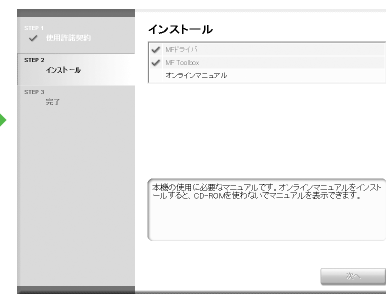 STEP 1
使用許諾契約
STEP 2
インストール
STEP 3
完了
インストール
MFドライバ
MF Toolbox
オンラインマニュアル
本機の使用に必要なマニュアルです。オンラインマニュアルをインスト
ールすると、CD-ROMを使わないでマニュアルを表示できます。
次へ